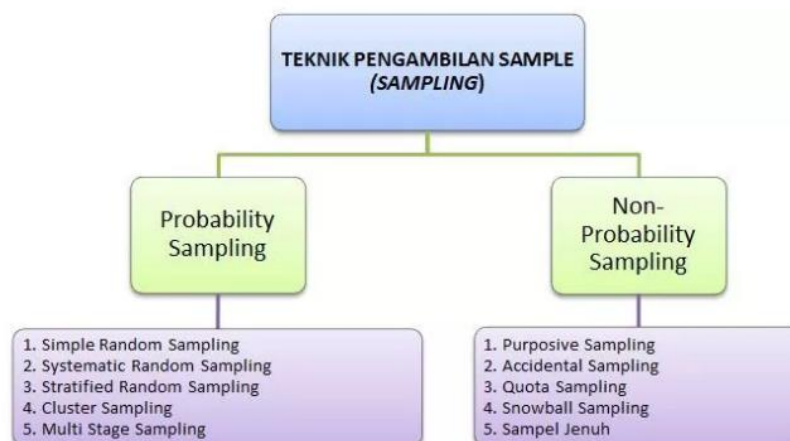 TEKNIK PENGAMBILAN SAMPLE
(SAMPLING)
Probability
Sampling
Non-
Probability
Sampling
1. Simple Random Sampling
2. Systematic Random Sampling
3. Stratified Random Sampling
4. Cluster Sampling
5. Multi Stage Sampling
1. Purposive Sampling
2. Accidental Sampling
3. Quota Sampling
4. Snowball Sampling
5. Sampel Jenuh